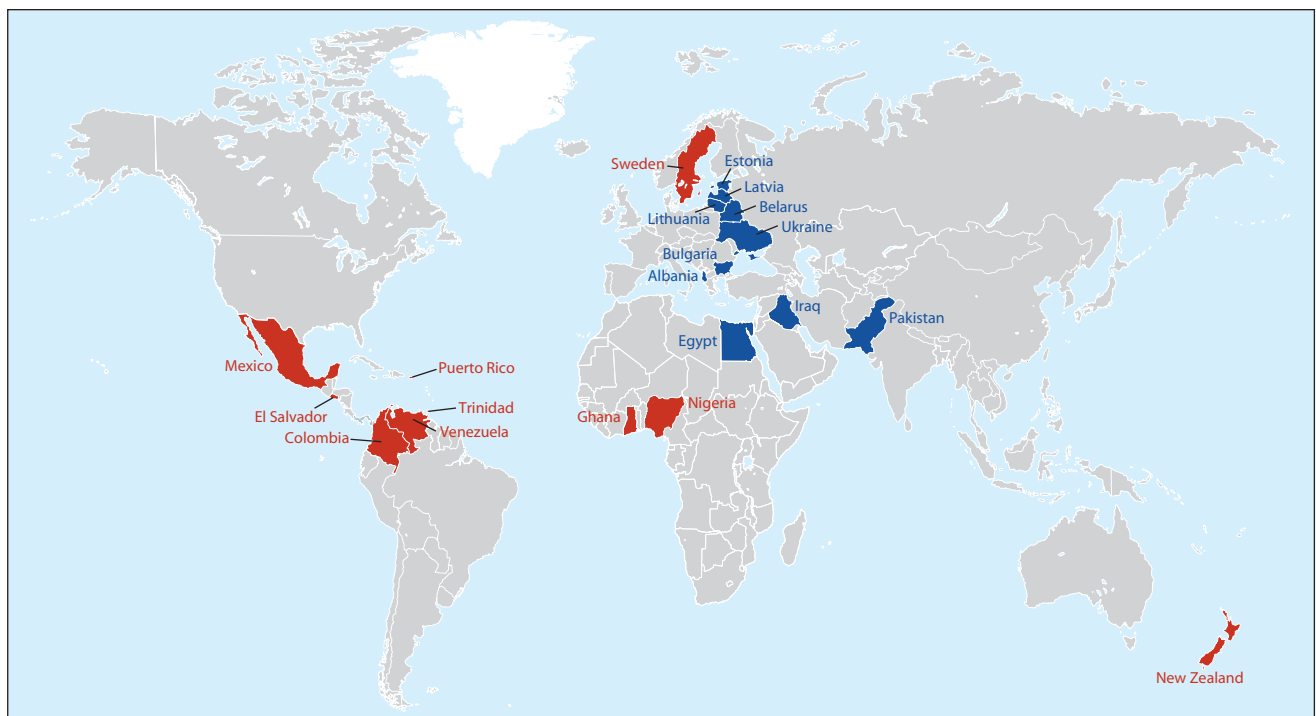 Sweden
Estonia
Latvia
Lithuania
Belarus
Ukraine
Bulgaria
Albania
Iraq
Pakistan
Egypt
Mexico
Puerto Rico
El Salvador
Trinidad
Colombia
Venezuela
Ghana
Nigeria
New Zealand